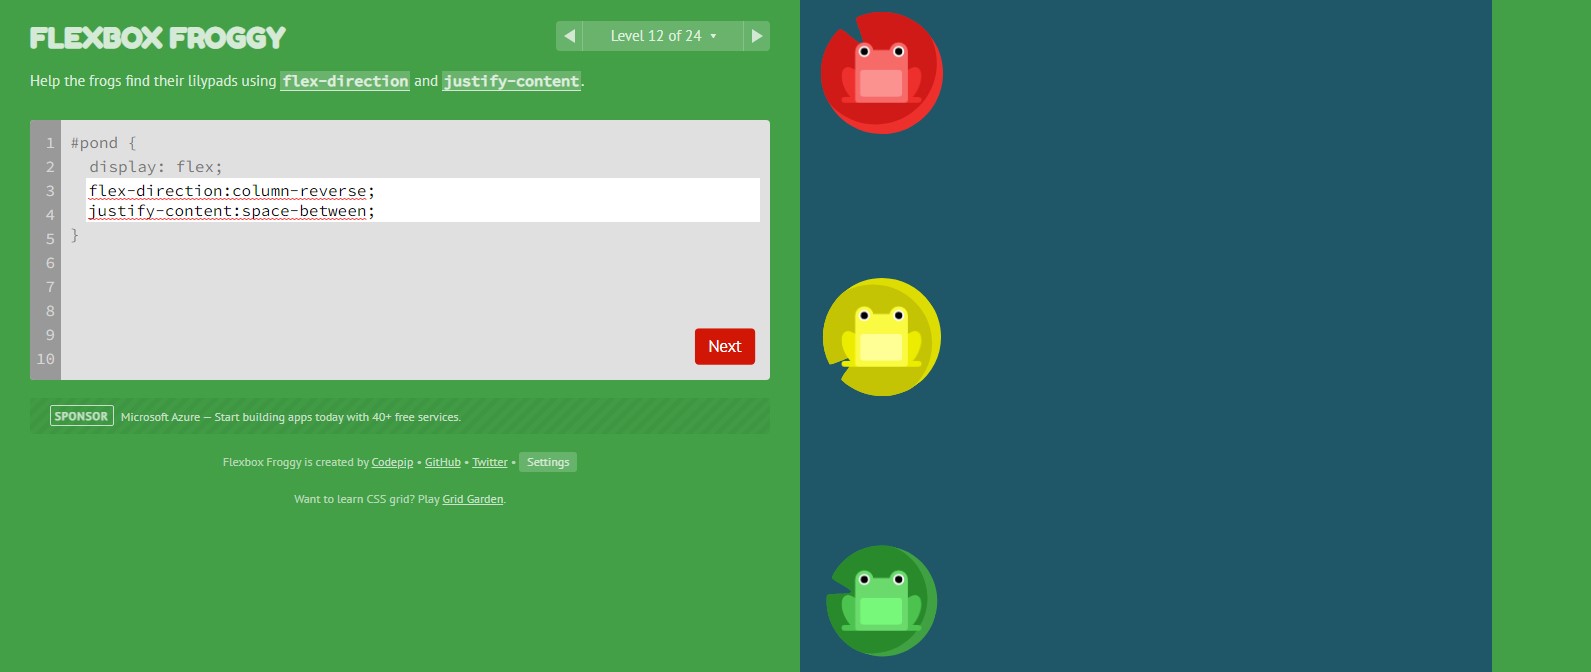 FLEXBOX FROGGY
Level 12 of 24
Help the frogs find their lilypads using flex-direction and justify-content.
1 #pond {
2 display: flex;
3 flex-direction:column-reverse;
4 justify-content:space-between;
5 }
6
7
8
9
10
Next
SPONSOR Microsoft Azure — Start building apps today with 40+ free services.
Flexbox Froggy is created by Codepip • GitHub • Twitter • Settings
Want to learn CSS grid? Play Grid Garden.